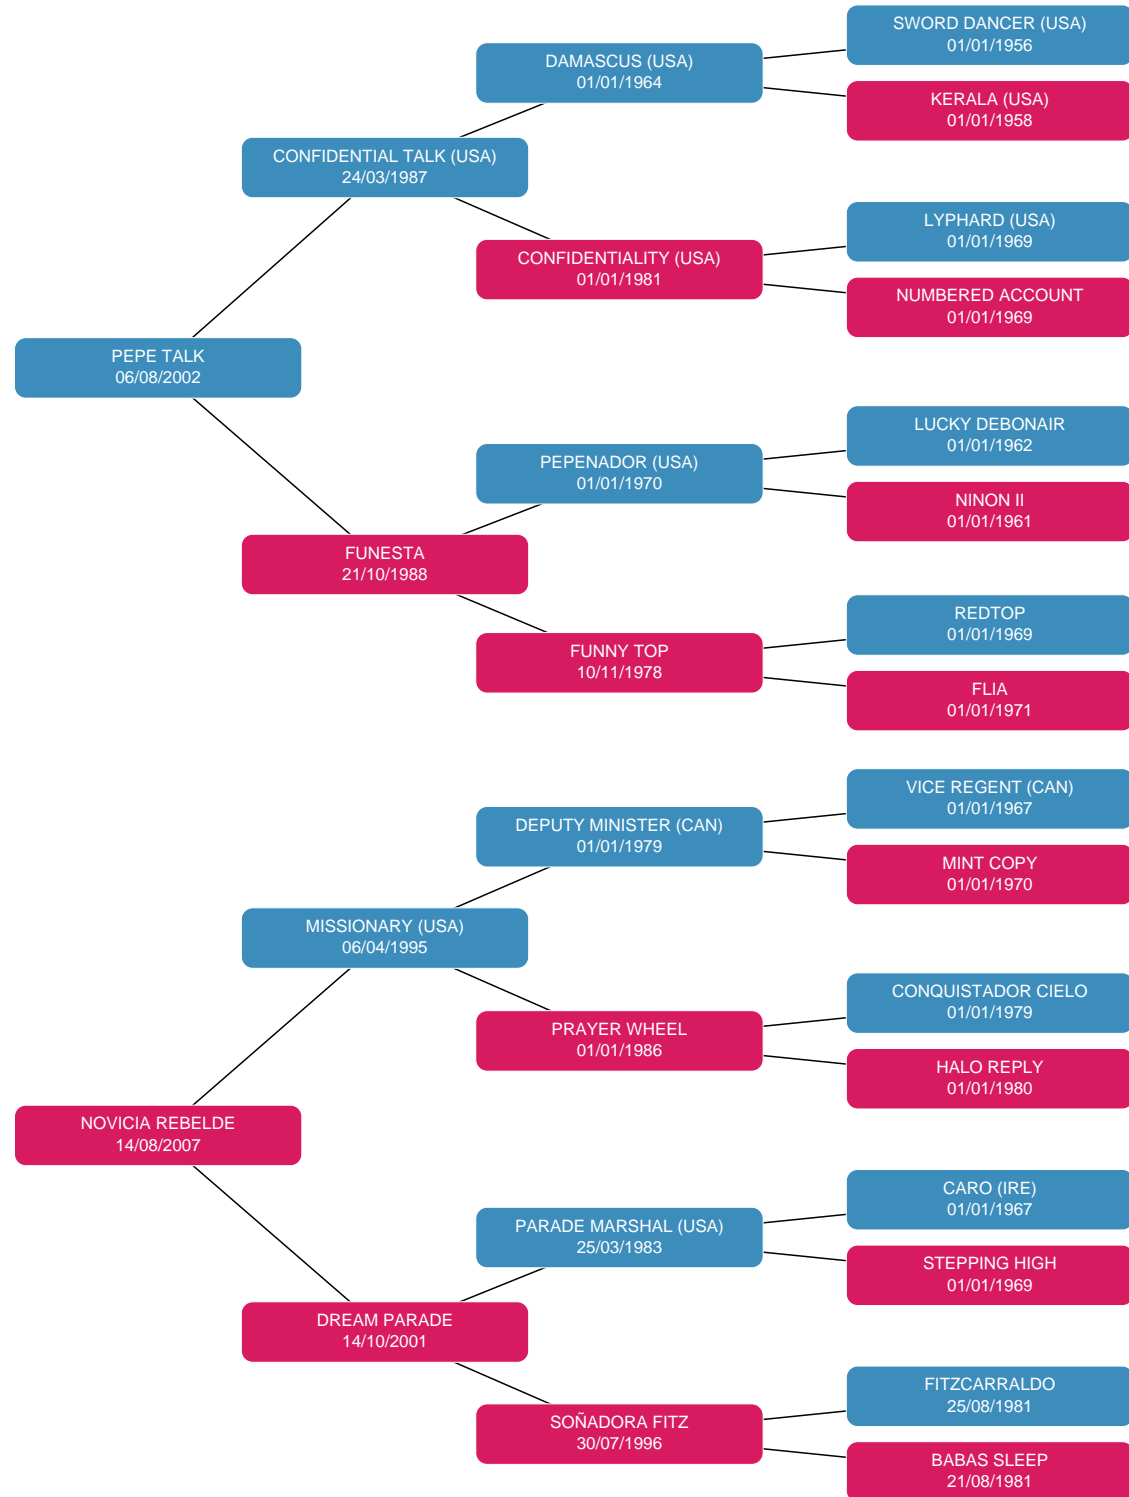 SWORD DANCER (USA)
01/01/1956
DAMASCUS (USA)
01/01/1964
KERALA (USA)
01/01/1958
CONFIDENTIAL TALK (USA)
24/03/1987
LYPHARD (USA)
01/01/1969
CONFIDENTIALITY (USA)
01/01/1981
NUMBERED ACCOUNT
01/01/1969
PEPE TALK
06/08/2002
LUCKY DEBONAIR
01/01/1962
PEPENADOR (USA)
01/01/1970
NINON II
01/01/1961
FUNESTA
21/10/1988
REDTOP
01/01/1969
FUNNY TOP
10/11/1978
FLIA
01/01/1971
VICE REGENT (CAN)
01/01/1967
DEPUTY MINISTER (CAN)
01/01/1979
MINT COPY
01/01/1970
MISSIONARY (USA)
06/04/1995
CONQUISTADOR CIELO
01/01/1979
PRAYER WHEEL
01/01/1986
HALO REPLY
01/01/1980
NOVICIA REBELDE
14/08/2007
CARO (IRE)
01/01/1967
PARADE MARSHAL (USA)
25/03/1983
STEPPING HIGH
01/01/1969
DREAM PARADE
14/10/2001
FITZCARRALDO
25/08/1981
SOÑADORA FITZ
30/07/1996
BABAS SLEEP
21/08/1981